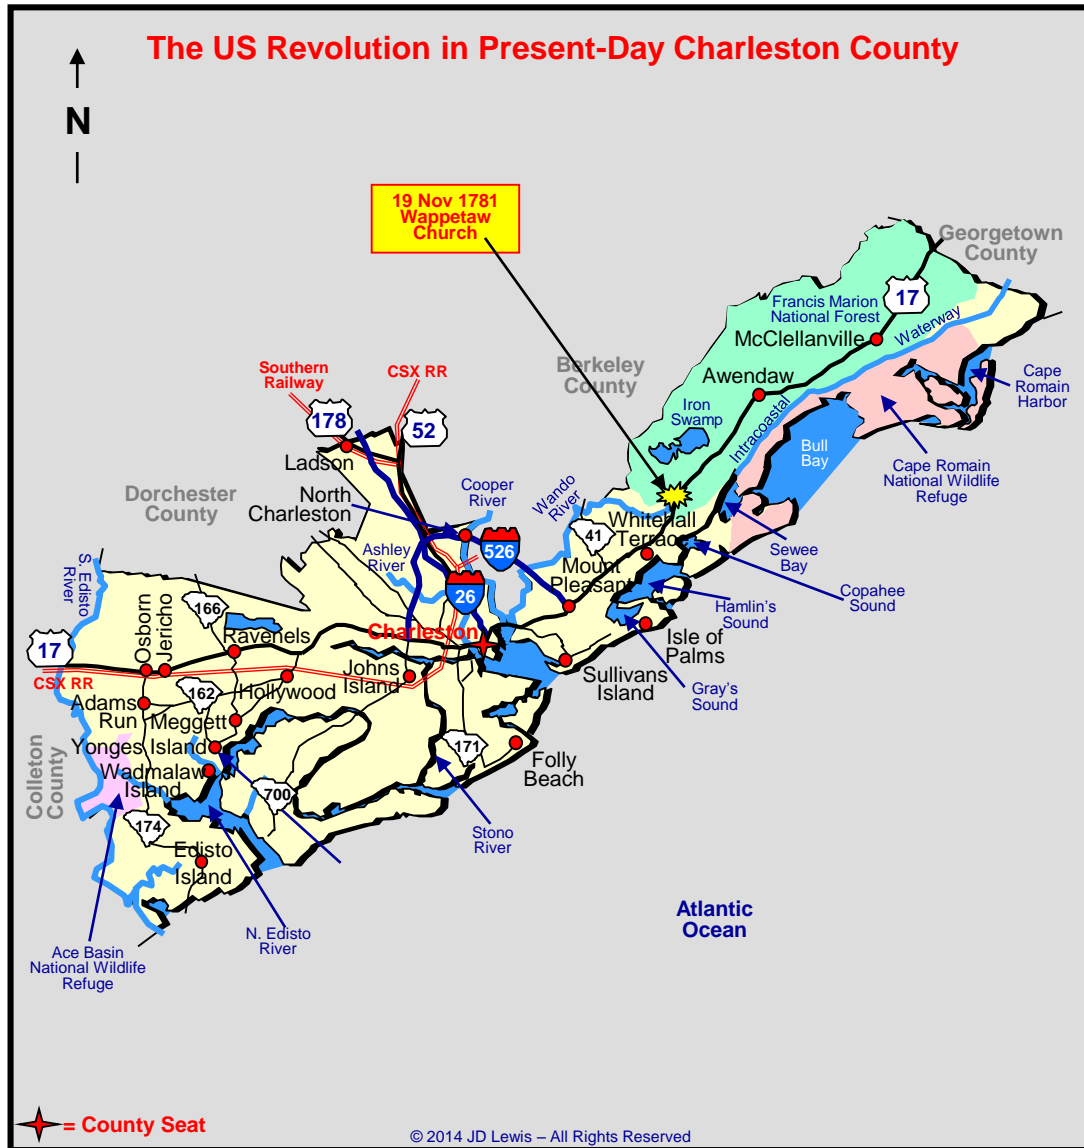 The US Revolution in Present-Day Charleston County
N
19 Nov 1781
Wappetaw
Church
Georgetown
County
Francis Marion
National Forest
17
McClellanville
Waterway
Berkeley
County
Southern
Railway
CSX RR
Awendaw
Cape
Romain
Harbor
Iron
Swamp
Intracoastal
178
52
Bull
Bay
Ladson
Cape Romain
National Wildlife
Refuge
Dorchester
County
North
Charleston
Cooper
River
Wando
River
41
Whitehall
Terrace
Ashley
River
526
Sewee
Bay
S. Edisto
River
Mount
Pleasant
Copahee
Sound
26
Hamlin's
Sound
166
Osborn
Jericho
Ravenels
Charleston
Isle of
Palms
17
CSX RR
Johns
Island
Sullivans
Island
Gray's
Sound
162
Hollywood
Adams
Run
Meggett
Yonges Island
171
Folly
Beach
Colleton
County
Wadmalaw
Island
700
174
Stono
River
Edisto
Island
Atlantic
Ocean
N. Edisto
River
Ace Basin
National Wildlife
Refuge
= County Seat
© 2014 JD Lewis – All Rights Reserved